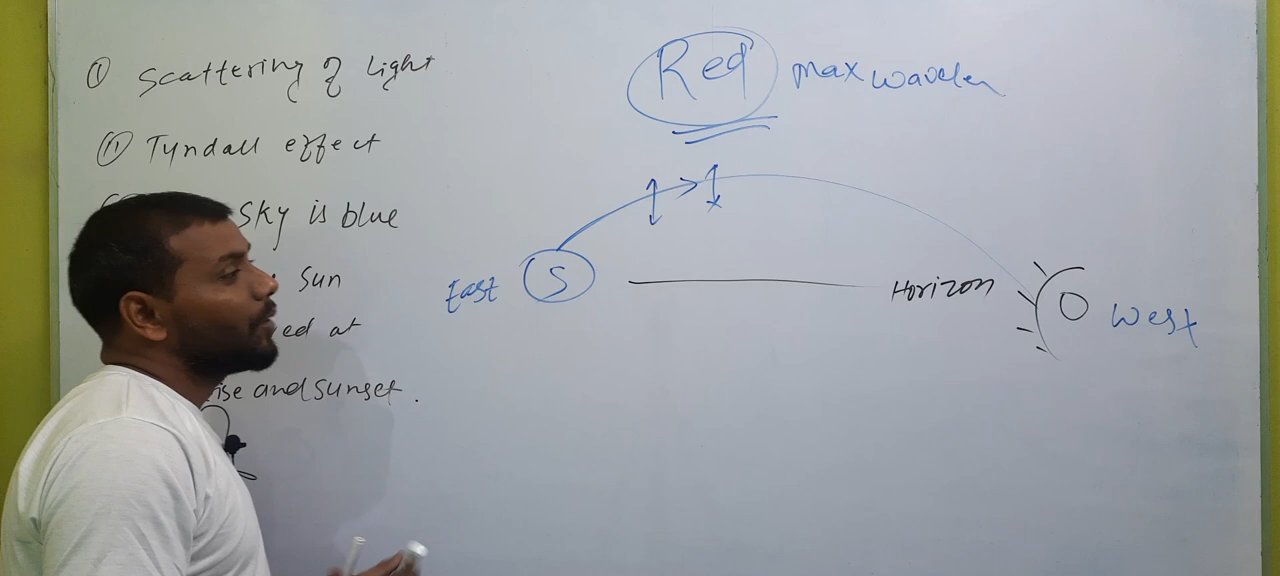 ① Scattering of Light
② Tyndall effect
Sky is blue
Sun
ed at
ise and sunset.
Red max wavelen
East S Horizon West